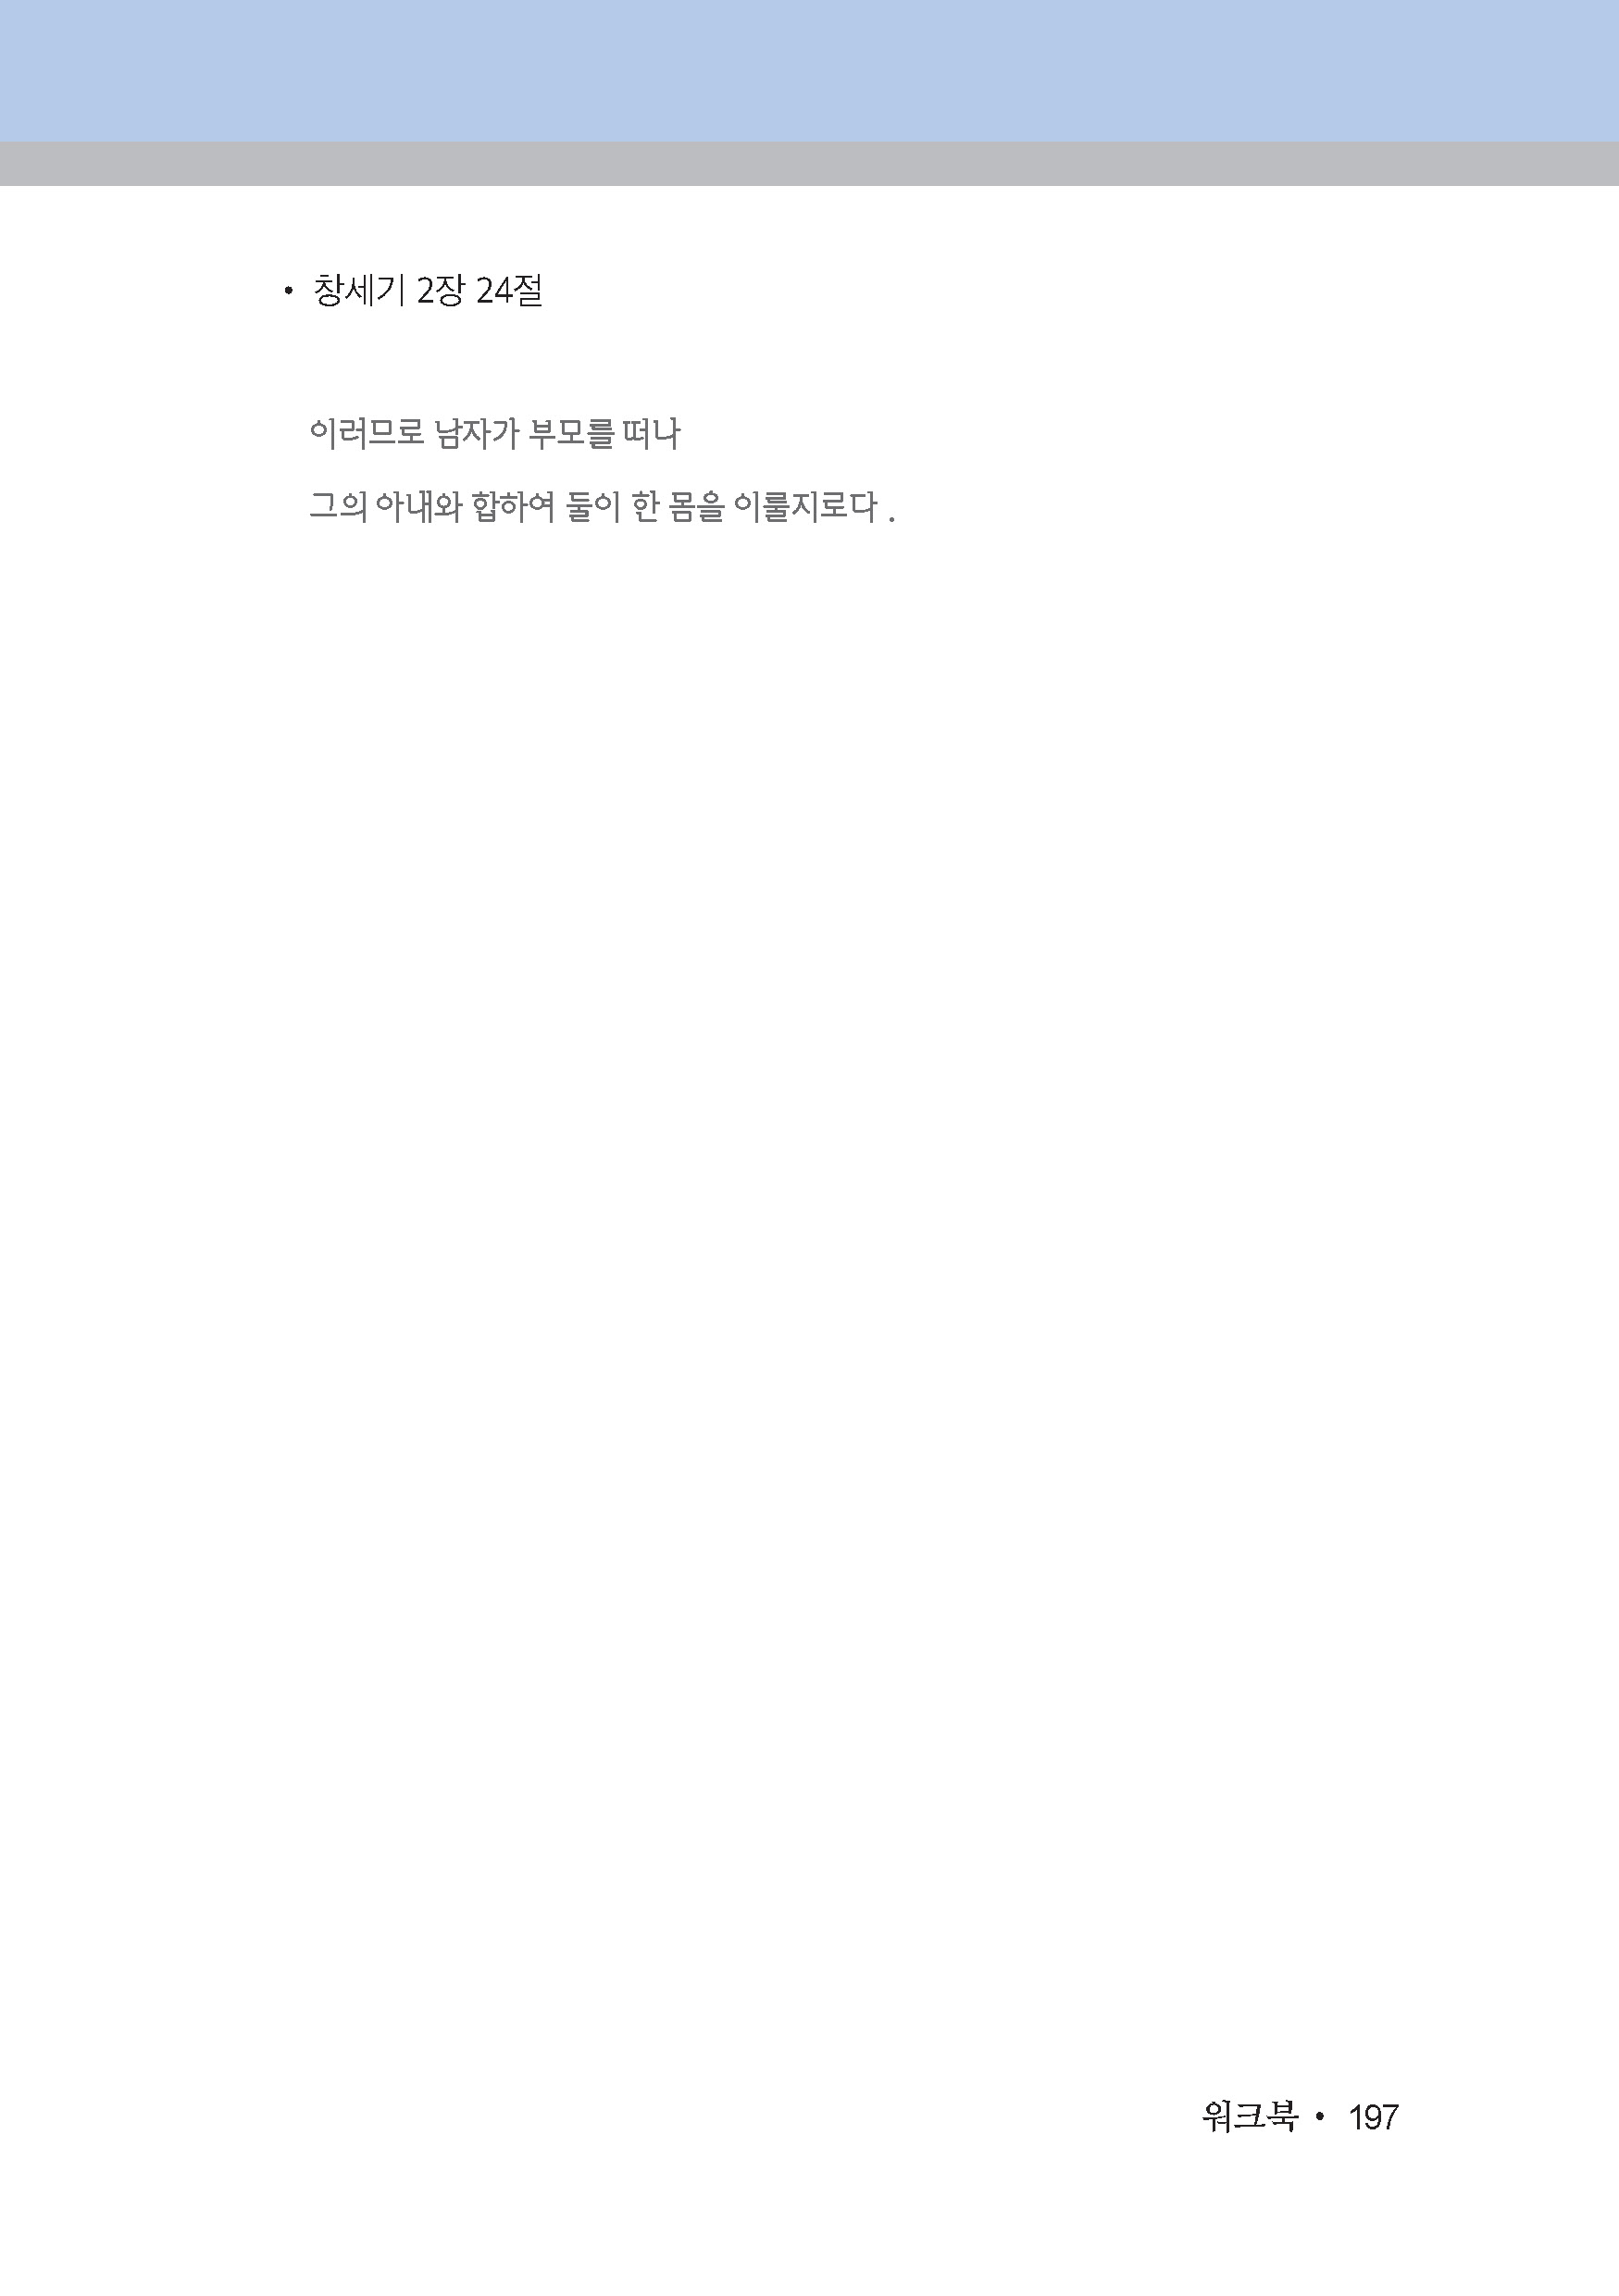 • 창세기 2장 24절
이러므로 남자가 부모를 떠나
그의 아내와 합하여 둘이 한 몸을 이룰지로다 .
워크북 • 197